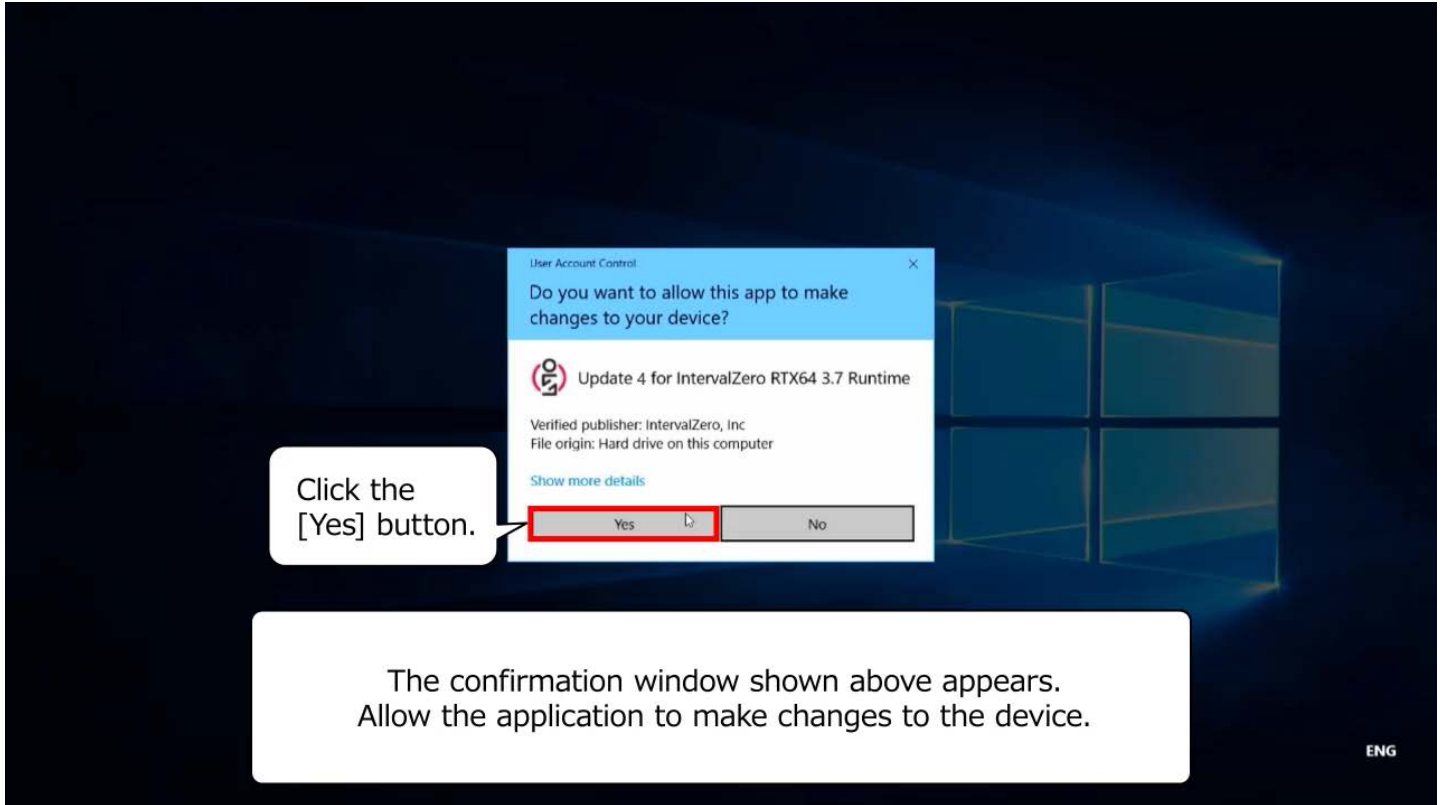 User Account Control
Do you want to allow this app to make
changes to your device?
Update 4 for IntervalZero RTX64 3.7 Runtime
Verified publisher: IntervalZero, Inc
File origin: Hard drive on this computer
Show more details
Click the
[Yes] button.
Yes
No
The confirmation window shown above appears.
Allow the application to make changes to the device.
ENG